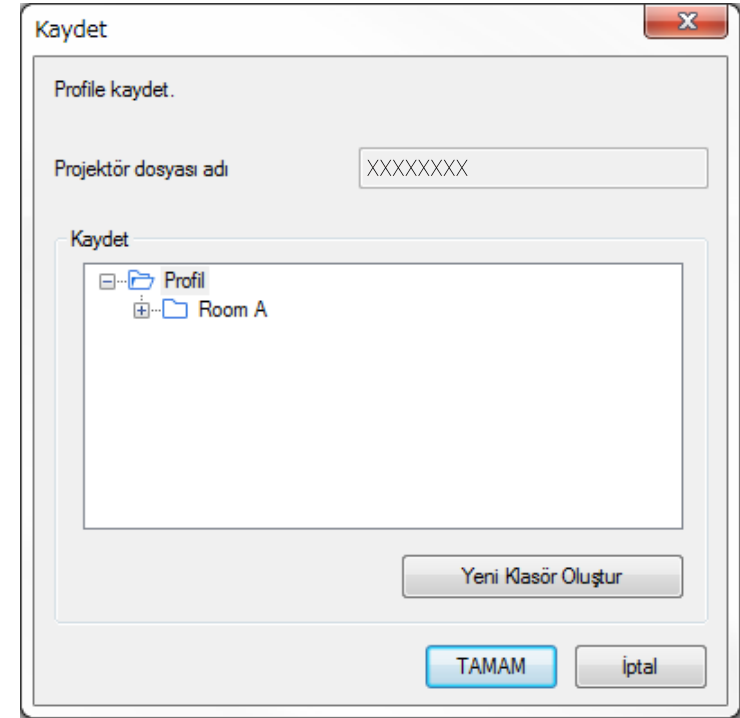 Kaydet
Profile kaydet.
Projektör dosyası adı XXXXXXXX
Kaydet
Profil
Room A
Yeni Klasör Oluştur
TAMAM İptal